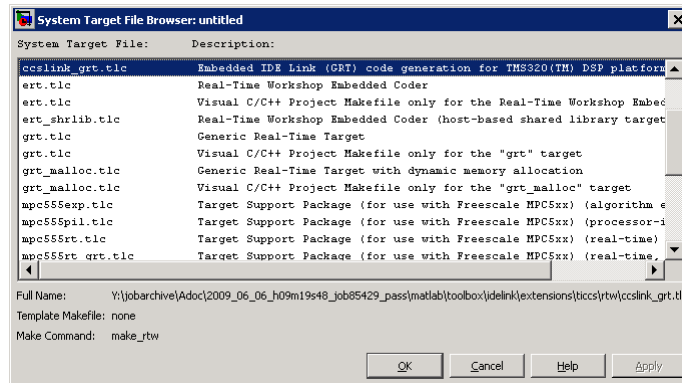 System Target File Browser: untitled
System Target File: Description:
ccslink_grt.tlc Embedded IDE Link (GRT) code generation for TMS320(TM) DSP platform
ert.tlc Real-Time Workshop Embedded Coder
ert.tlc Visual C/C++ Project Makefile only for the Real-Time Workshop Embed
ert_shrlib.tlc Real-Time Workshop Embedded Coder (host-based shared library target
grt.tlc Generic Real-Time Target
grt.tlc Visual C/C++ Project Makefile only for the "grt" target
grt_malloc.tlc Generic Real-Time Target with dynamic memory allocation
grt_malloc.tlc Visual C/C++ Project Makefile only for the "grt_malloc" target
mpc555exp.tlc Target Support Package (for use with Freescale MPC5xx) (algorithm e
mpc555pil.tlc Target Support Package (for use with Freescale MPC5xx) (processor-i
mpc555rt.tlc Target Support Package (for use with Freescale MPC5xx) (real-time)
mpc555rt_grt.tlc Target Support Package (for use with Freescale MPC5xx) (real-time,
Full Name: Y:\jobarchive\Adoc\2009_06_06_h09m19s48_job85429_pass\matlab\toolbox\idelink\extensions\ticcs\rtw\ccslink_grt.tl
Template Makefile: none
Make Command: make_rtw
OK Cancel Help Apply